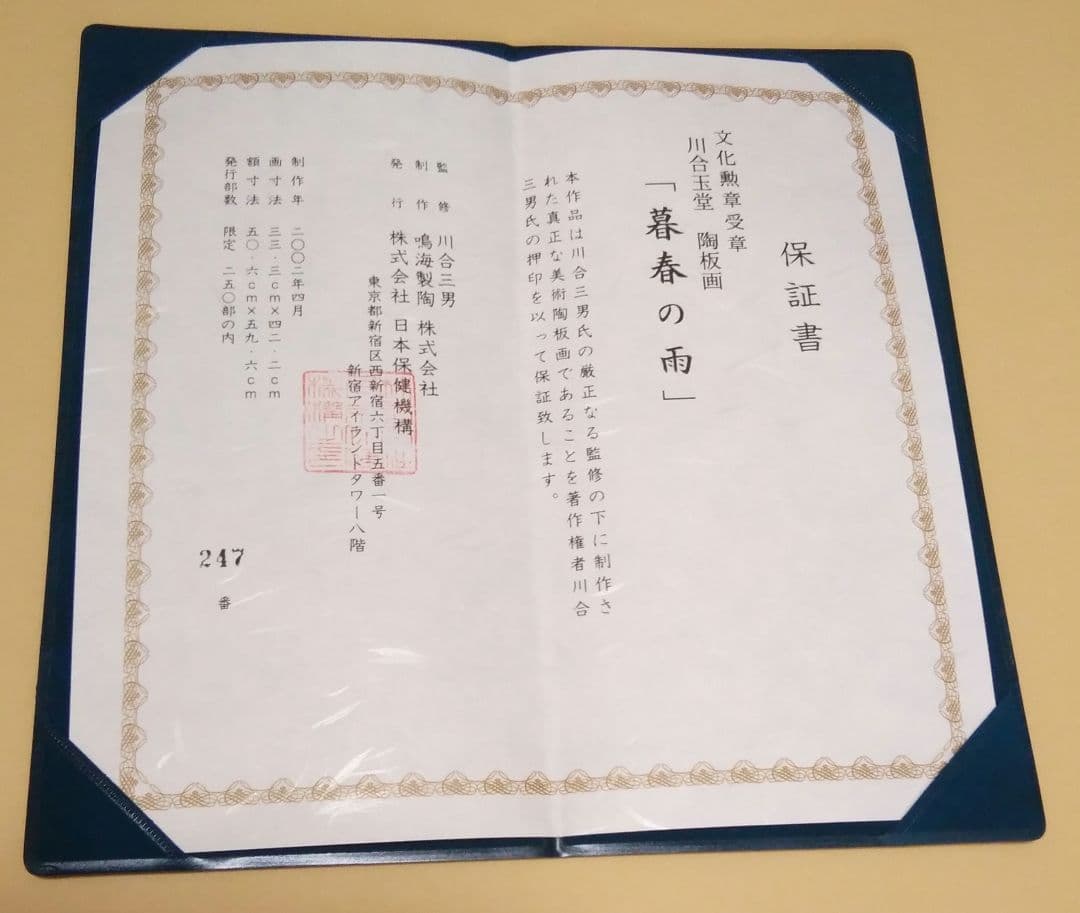 保証書
文化勲章受章
川合玉堂 陶板画
「暮春の雨」
本作品は川合三男氏の厳正なる監修の下に制作さ
れた真正な美術陶板画であることを著作権者川合
三男氏の押印を以って保証致します。
監修 川合三男
制作 鳴海製陶 株式会社
発行 株式会社 日本保健機構
東京都新宿区西新宿六丁目五番一号
新宿アイランドタワー八階
制作年 二〇〇二年四月
画寸法 三三・三cm×四二・二cm
額寸法 五〇・六cm×五九・六cm
発行部数 限定 二五〇部の内
247 番